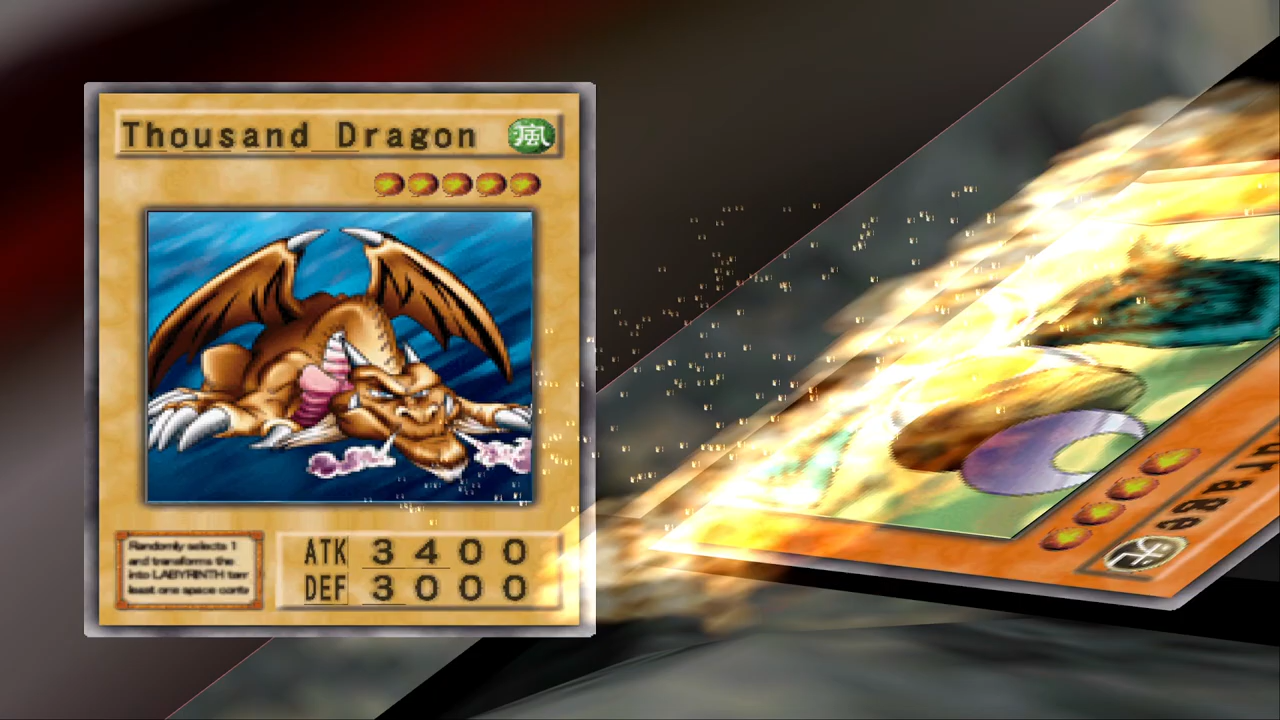 Thousand Dragon
風
Randomly selects 1
and transforms the
into LABYRINTH terr
least one space conti
ATK 3400
DEF 3000